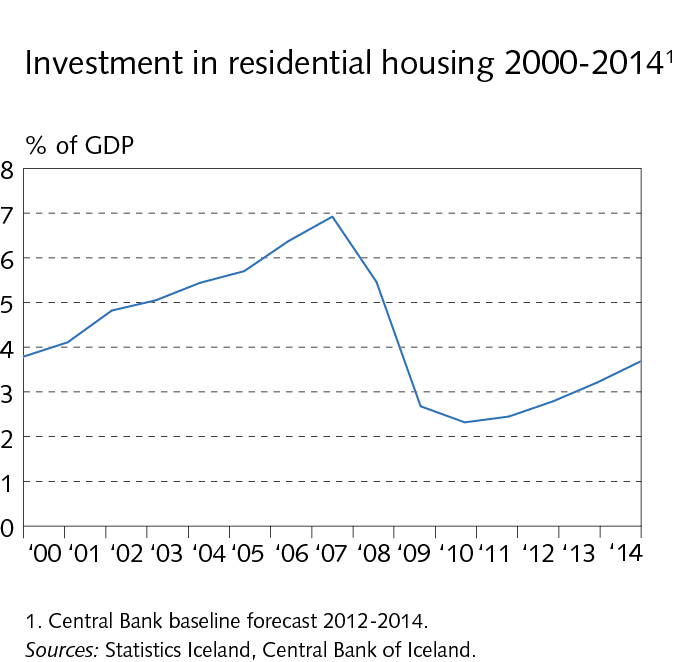 Investment in residential housing 2000-2014¹
% of GDP
8
7
6
5
4
3
2
1
0
‘00 ‘01 ‘02 ‘03 ‘04 ‘05 ‘06 ‘07 ‘08 ‘09 ‘10 ‘11 ‘12 ‘13 ‘14
1. Central Bank baseline forecast 2012-2014.
Sources: Statistics Iceland, Central Bank of Iceland.